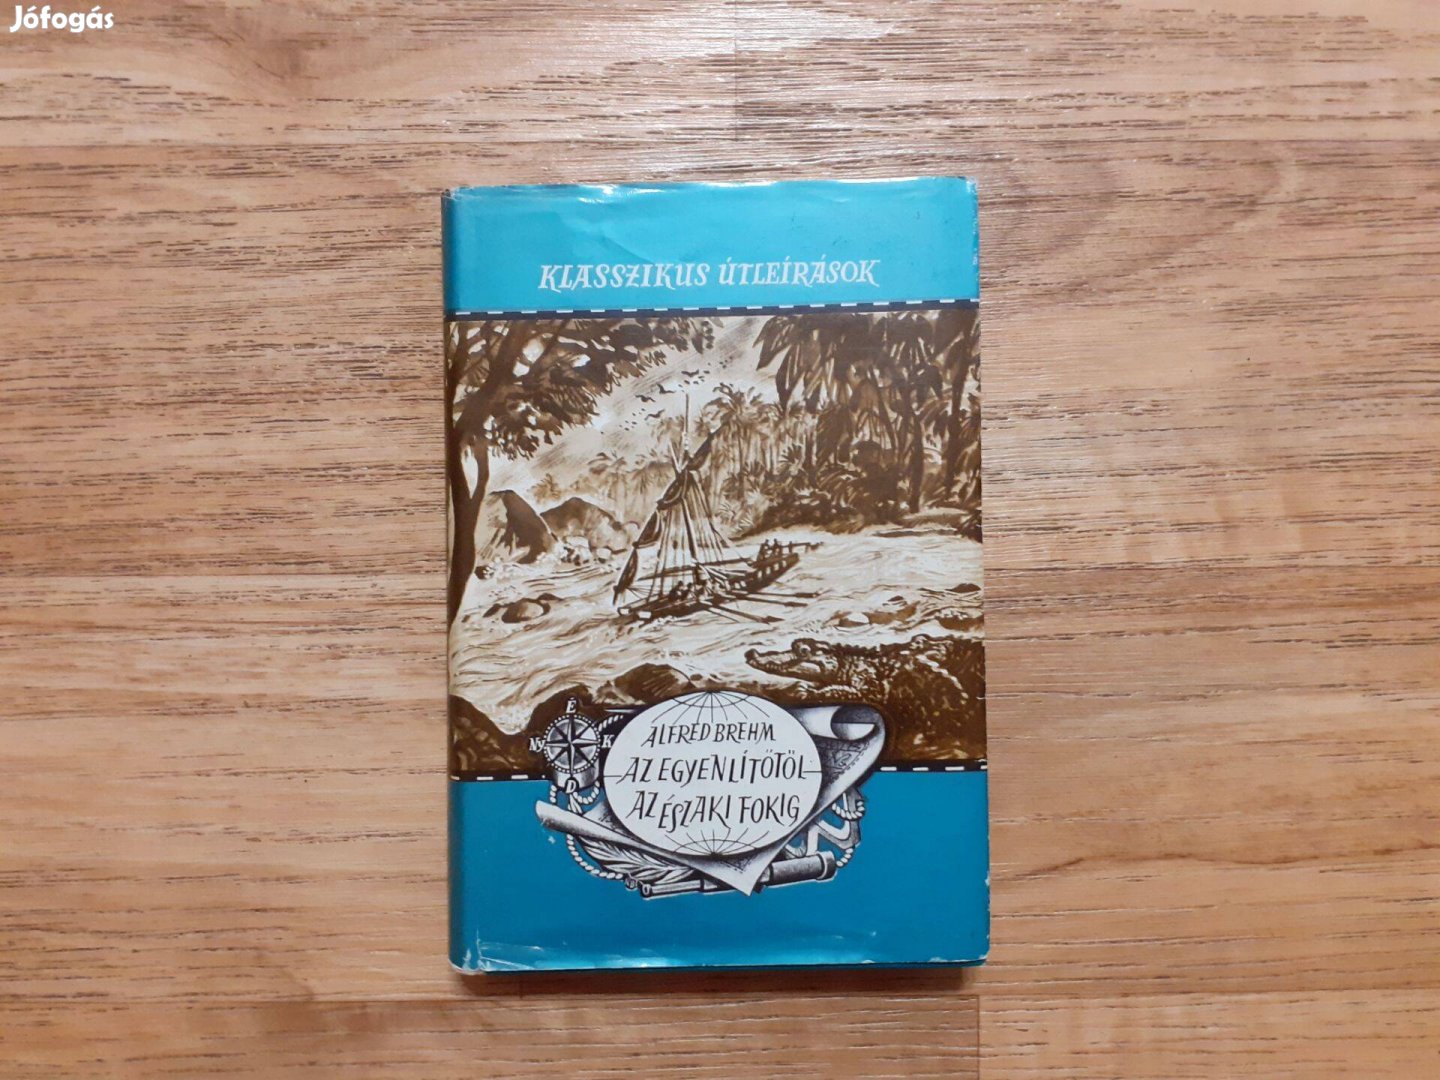 Jófogás
KLASSZIKUS ÚTLEÍRÁSOK
É
NY
K
D
ALFRED BREHM
AZ EGYENLÍTŐTŐL
AZ ÉSZAKI FOKIG